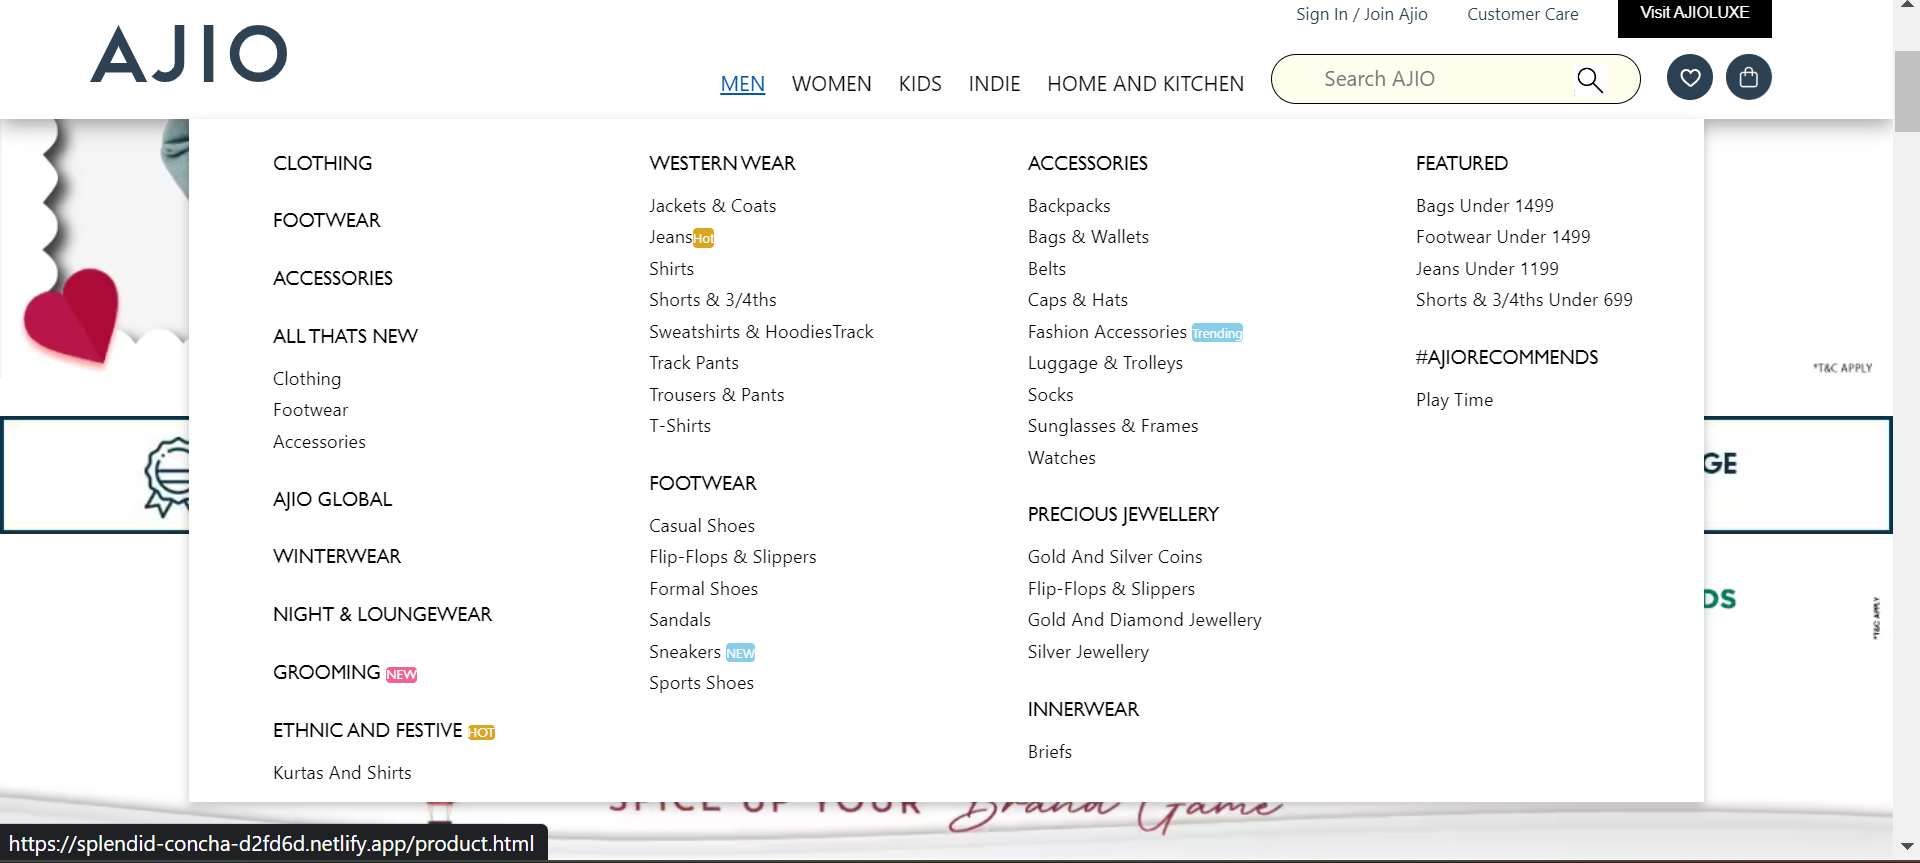 Sign In / Join Ajio
Customer Care
Visit AJIOLUXE
AJIO
MEN
WOMEN
KIDS
INDIE
HOME AND KITCHEN
Search AJIO
CLOTHING
FOOTWEAR
ACCESSORIES
ALL THATS NEW
Clothing
Footwear
Accessories
AJIO GLOBAL
WINTERWEAR
NIGHT & LOUNGEWEAR
GROOMING NEW
ETHNIC AND FESTIVE HOT
Kurtas And Shirts
WESTERN WEAR
Jackets & Coats
Jeans Hot
Shirts
Shorts & 3/4ths
Sweatshirts & HoodiesTrack
Track Pants
Trousers & Pants
T-Shirts
FOOTWEAR
Casual Shoes
Flip-Flops & Slippers
Formal Shoes
Sandals
Sneakers NEW
Sports Shoes
ACCESSORIES
Backpacks
Bags & Wallets
Belts
Caps & Hats
Fashion Accessories Trending
Luggage & Trolleys
Socks
Sunglasses & Frames
Watches
PRECIOUS JEWELLERY
Gold And Silver Coins
Flip-Flops & Slippers
Gold And Diamond Jewellery
Silver Jewellery
INNERWEAR
Briefs
FEATURED
Bags Under 1499
Footwear Under 1499
Jeans Under 1199
Shorts & 3/4ths Under 699
#AJIORECOMMENDS
Play Time
*T&C APPLY
GE
DS
*T&C APPLY
SPICE UP YOUR Brand Game
https://splendid-concha-d2fd6d.netlify.app/product.html